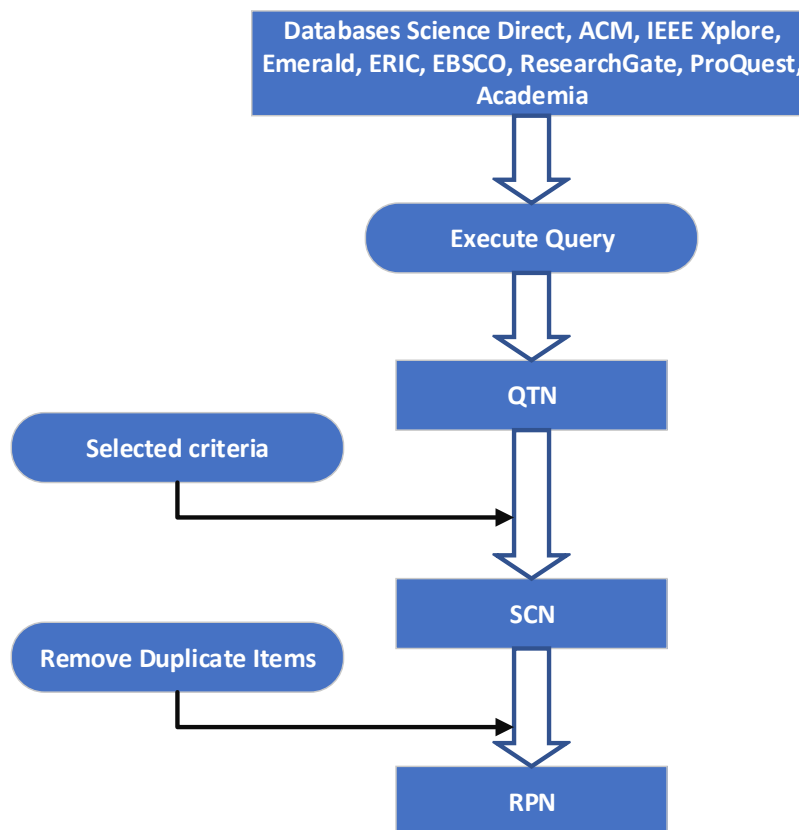 Databases Science Direct, ACM, IEEE Xplore,
Emerald, ERIC, EBSCO, ResearchGate, ProQuest,
Academia
Execute Query
QTN
Selected criteria
SCN
Remove Duplicate Items
RPN